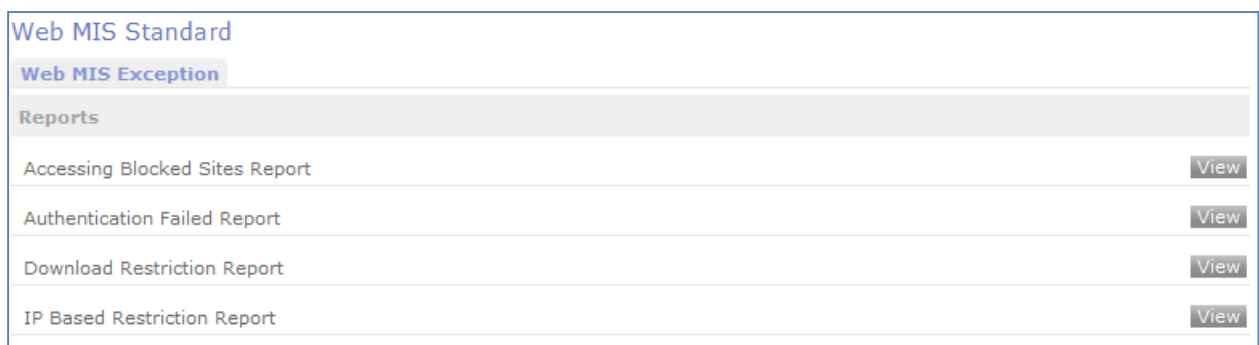 Web MIS Standard
Web MIS Exception
Reports
Accessing Blocked Sites Report View
Authentication Failed Report View
Download Restriction Report View
IP Based Restriction Report View